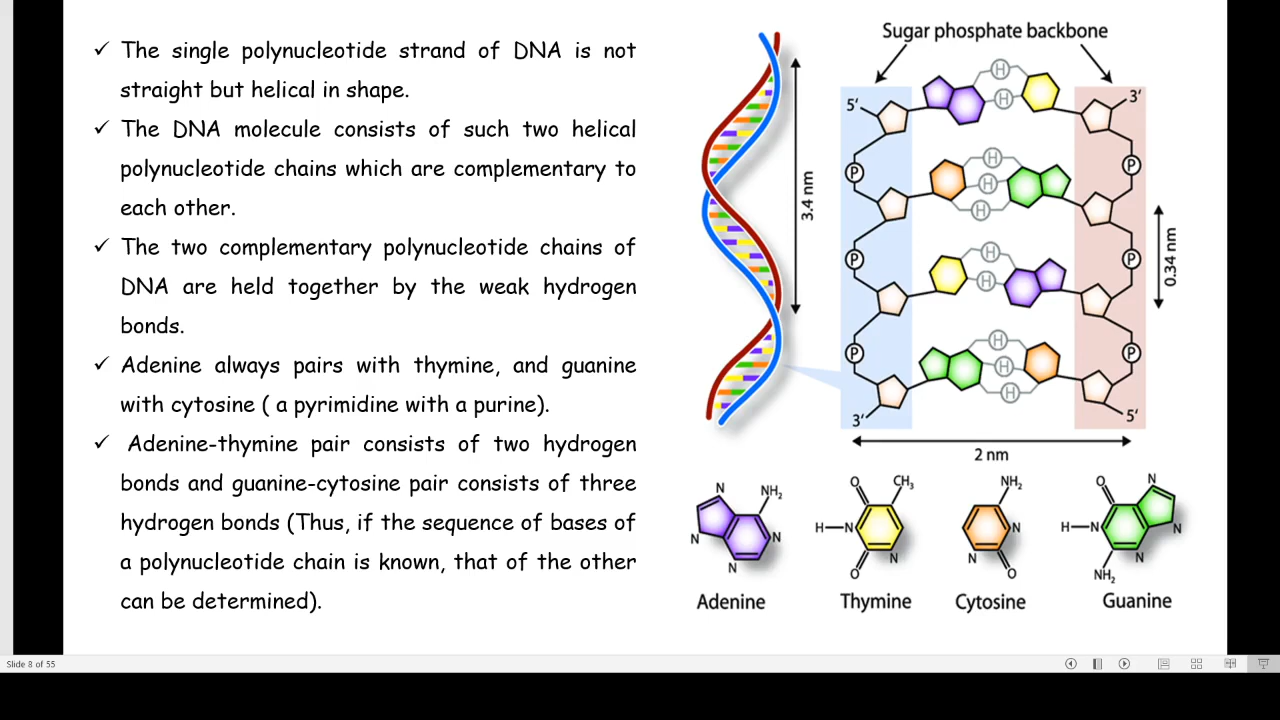 ✓ The single polynucleotide strand of DNA is not
straight but helical in shape.
✓ The DNA molecule consists of such two helical
polynucleotide chains which are complementary to
each other.
✓ The two complementary polynucleotide chains of
DNA are held together by the weak hydrogen
bonds.
✓ Adenine always pairs with thymine, and guanine
with cytosine ( a pyrimidine with a purine).
✓ Adenine-thymine pair consists of two hydrogen
bonds and guanine-cytosine pair consists of three
hydrogen bonds (Thus, if the sequence of bases of
a polynucleotide chain is known, that of the other
can be determined).
Sugar phosphate backbone
5'
H
H
3'
P
H
H
H
P
3.4 nm
P
H
H
P
0.34 nm
P
H
H
H
P
3'
5'
2 nm
N
NH₂
N
N
N
Adenine
O
CH₃
H
N
N
O
Thymine
NH₂
N
N
O
Cytosine
O
N
H
N
N
N
NH₂
Guanine
Slide 8 of 55